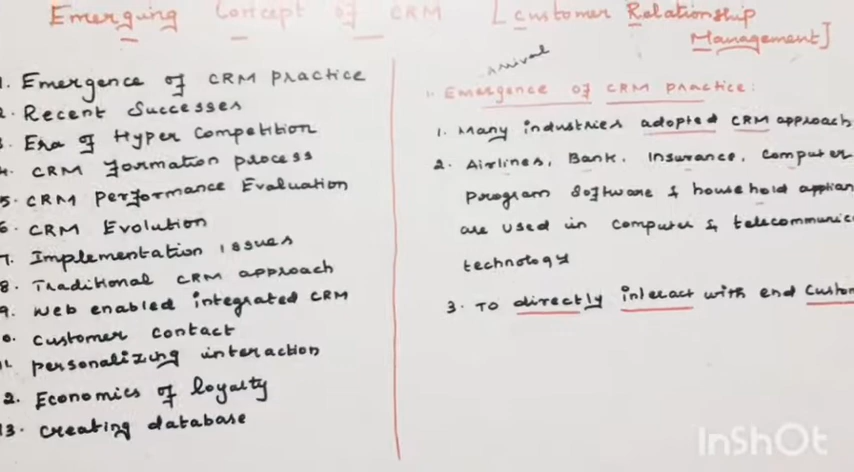 Emerging Concept of CRM [Customer Relationship
Management]
1. Emergence of CRM practice
2. Recent Successes
3. Era of Hyper Competition
4. CRM Formation process
5. CRM Performance Evaluation
6. CRM Evolution
7. Implementation issues
8. Traditional CRM approach
9. Web enabled integrated CRM
0. Customer contact
11. personalizing interaction
2. Economics of loyalty
13. creating database
arrival
1. Emergence of CRM practice:
1. Many industries adopted CRM approach
2. Airlines, Bank, Insurance, Computer
program software & household applian
are used in computer & telecommunic
technology
3. To directly interact with end custom
InShOt